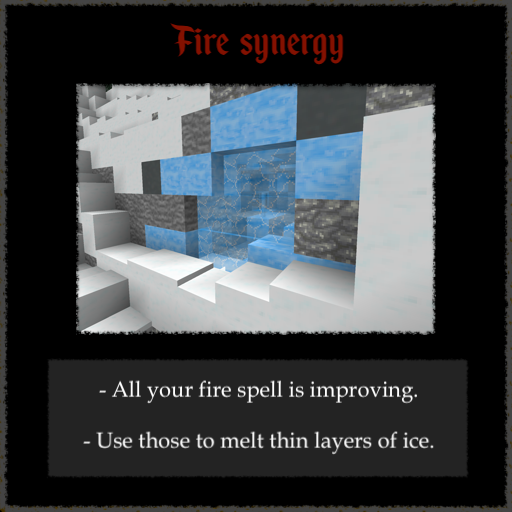 Fire synergy
- All your fire spell is improving.
- Use those to melt thin layers of ice.